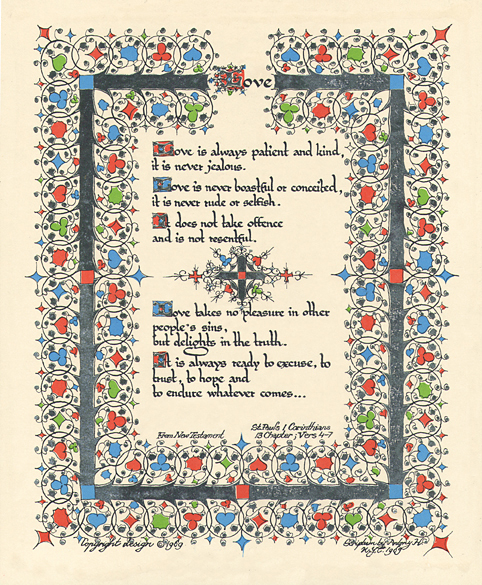 Love
Love is always patient and kind,
it is never jealous.
Love is never boastful or conceited,
it is never rude or selfish.
It does not take offence
and is not resentful.
Love takes no pleasure in other
people's sins,
but delights in the truth.
It is always ready to excuse, to
trust, to hope and
to endure whatever comes...
St. Paul's 1 Corinthians
From New Testament 13 Chapter; Vers 4-7
Copyright design ©1969
N.Y.C. 1969